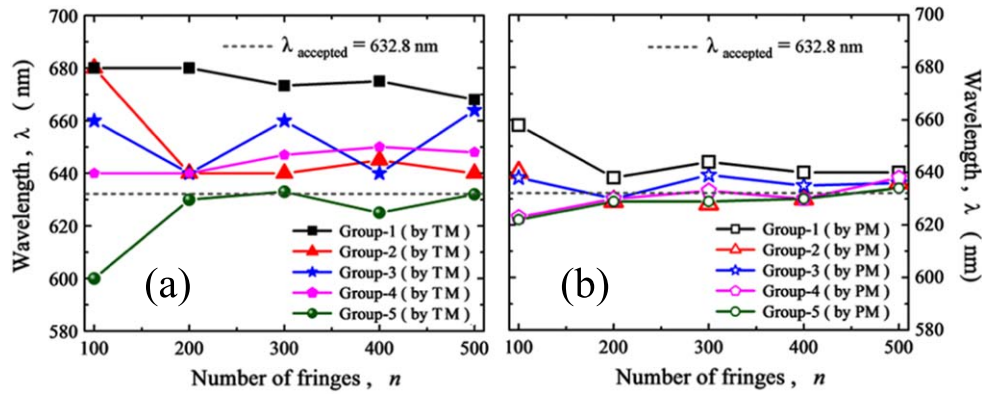 700
680
660
640
620
600
580
Wavelength, λ ( nm)
λ accepted = 632.8 nm
Group-1 ( by TM )
Group-2 ( by TM )
Group-3 ( by TM )
Group-4 ( by TM )
Group-5 ( by TM )
(a)
100 200 300 400 500
Number of fringes , n
λ accepted = 632.8 nm
Group-1 ( by PM )
Group-2 ( by PM )
Group-3 ( by PM )
Group-4 ( by PM )
Group-5 ( by PM )
(b)
100 200 300 400 500
Number of fringes , n
700
680
660
640
620
600
580
Wavelength, λ ( nm)